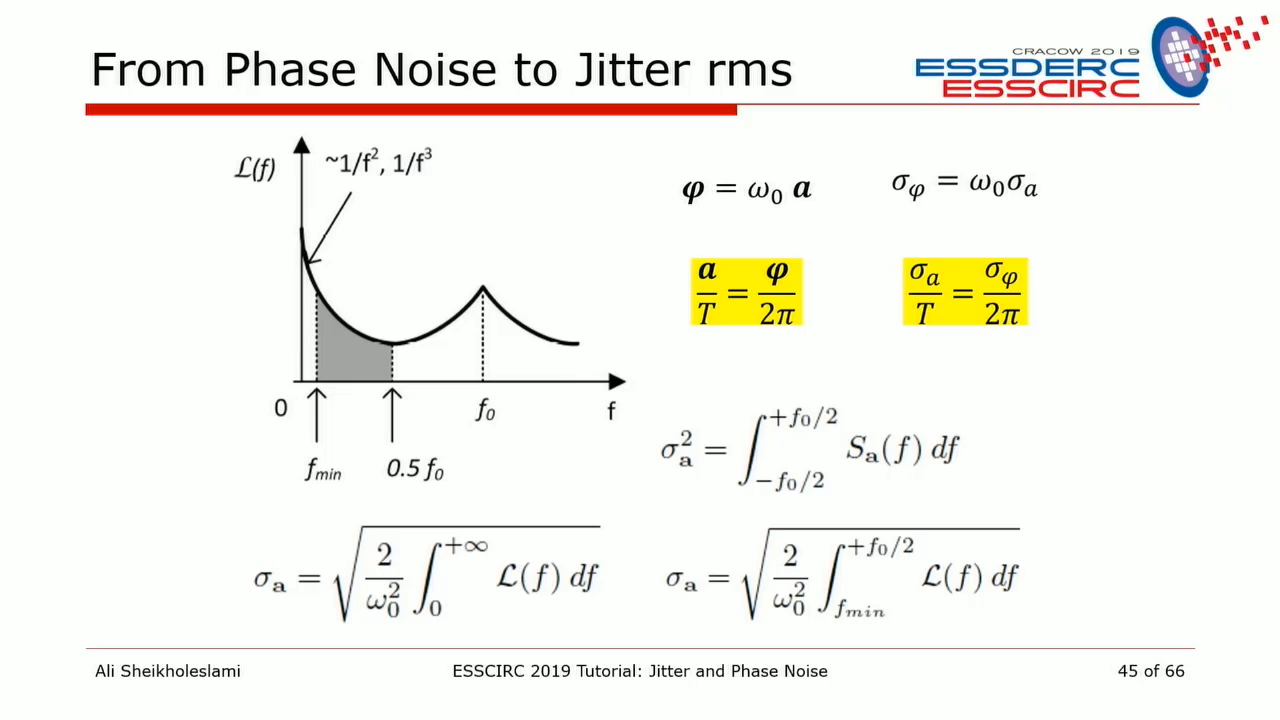 From Phase Noise to Jitter rms
CRACOW 2019
ESSDERC
ESSCIRC
ℒ(f)
~1/f², 1/f³
0
f_min
0.5 f₀
f₀
f
φ = ω₀ a
σ_φ = ω₀σ_a
a/T = φ/2π
σ_a/T = σ_φ/2π
σ_a² = ∫_{-f₀/2}^{+f₀/2} S_a(f) df
σ_a = √(2/ω₀² ∫_0^{+∞} ℒ(f) df)
σ_a = √(2/ω₀² ∫_{f_min}^{+f₀/2} ℒ(f) df)
Ali Sheikholeslami
ESSCIRC 2019 Tutorial: Jitter and Phase Noise
45 of 66